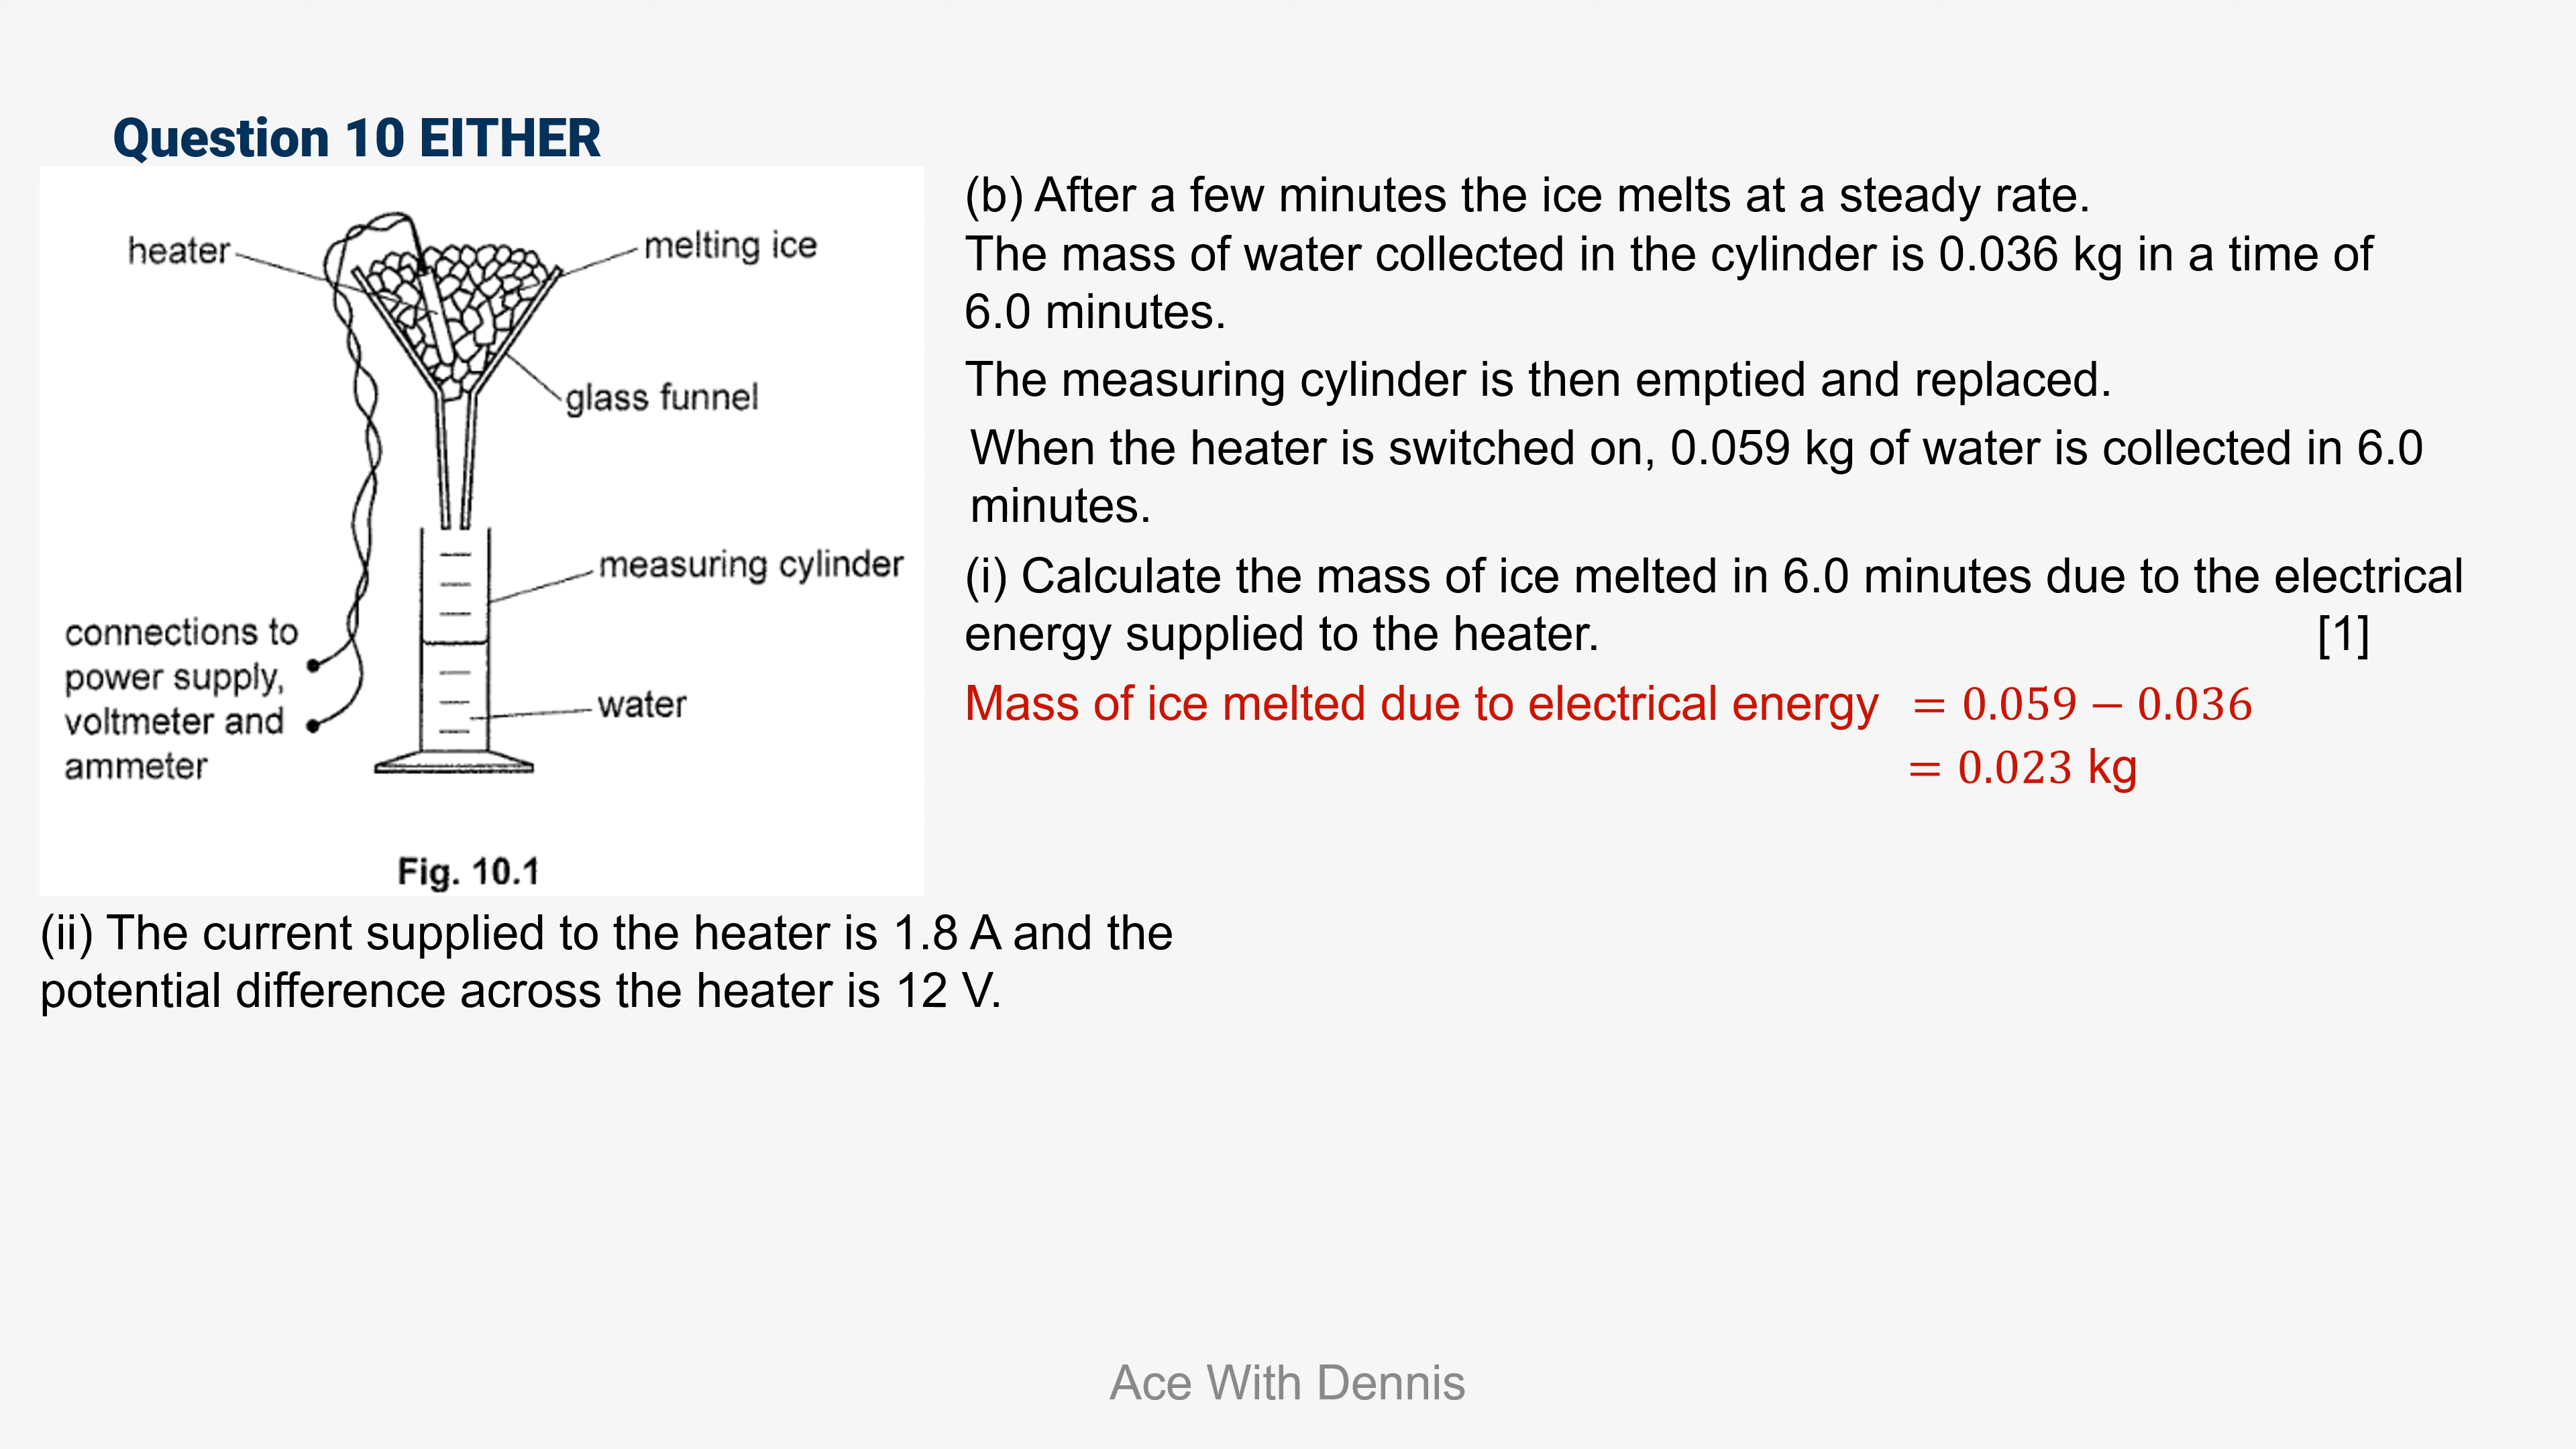 Question 10 EITHER
heater
melting ice
glass funnel
measuring cylinder
connections to
power supply,
voltmeter and
ammeter
water
Fig. 10.1
(b) After a few minutes the ice melts at a steady rate.
The mass of water collected in the cylinder is 0.036 kg in a time of
6.0 minutes.
The measuring cylinder is then emptied and replaced.
When the heater is switched on, 0.059 kg of water is collected in 6.0
minutes.
(i) Calculate the mass of ice melted in 6.0 minutes due to the electrical
energy supplied to the heater. [1]
Mass of ice melted due to electrical energy = 0.059 − 0.036
= 0.023 kg
(ii) The current supplied to the heater is 1.8 A and the
potential difference across the heater is 12 V.
Ace With Dennis